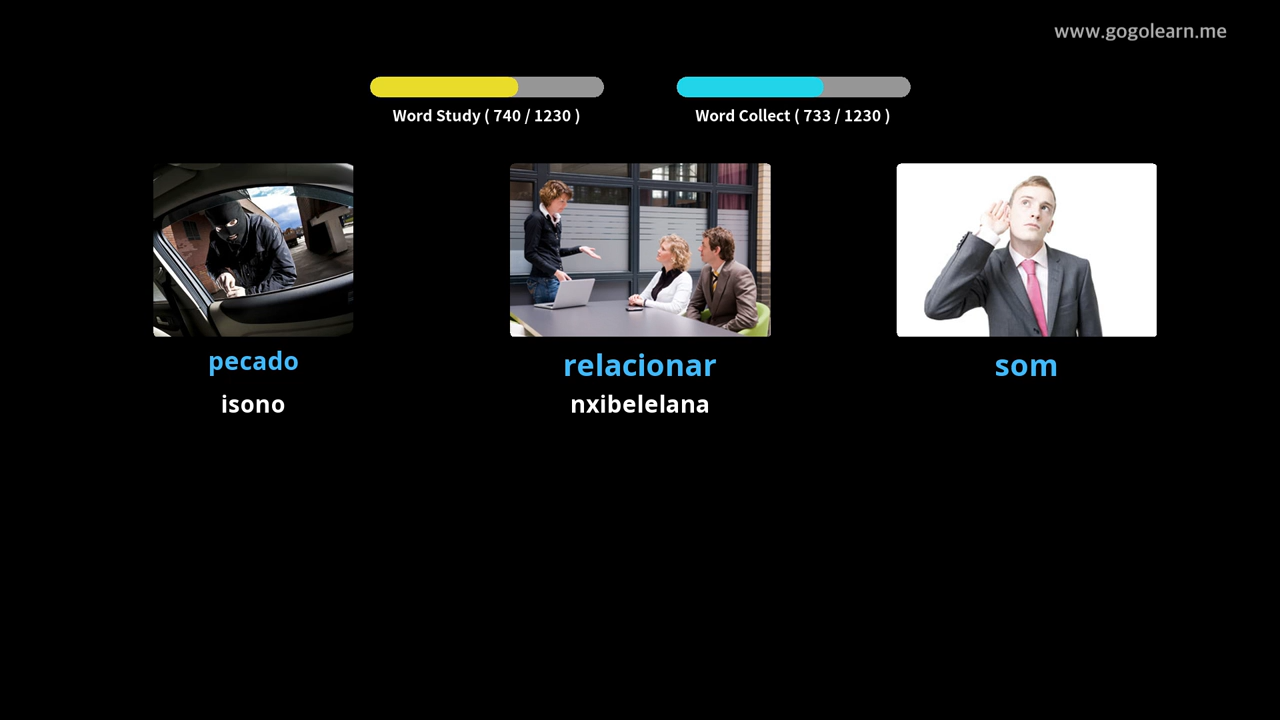 www.gogolearn.me
Word Study ( 740 / 1230 )
Word Collect ( 733 / 1230 )
pecado
isono
relacionar
nxibelelana
som